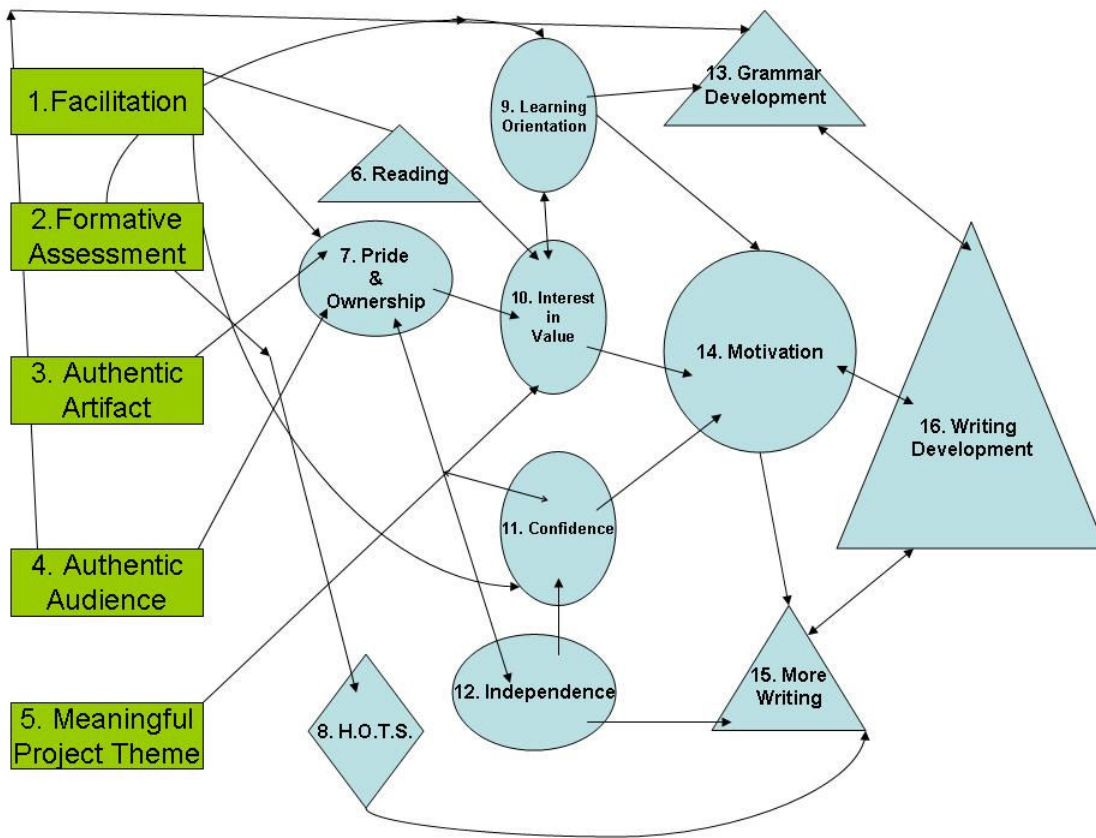 1.Facilitation
2.Formative
Assessment
3. Authentic
Artifact
4. Authentic
Audience
5. Meaningful
Project Theme
6. Reading
7. Pride
&
Ownership
8. H.O.T.S.
9. Learning
Orientation
10. Interest
in
Value
11. Confidence
12. Independence
13. Grammar
Development
14. Motivation
15. More
Writing
16. Writing
Development